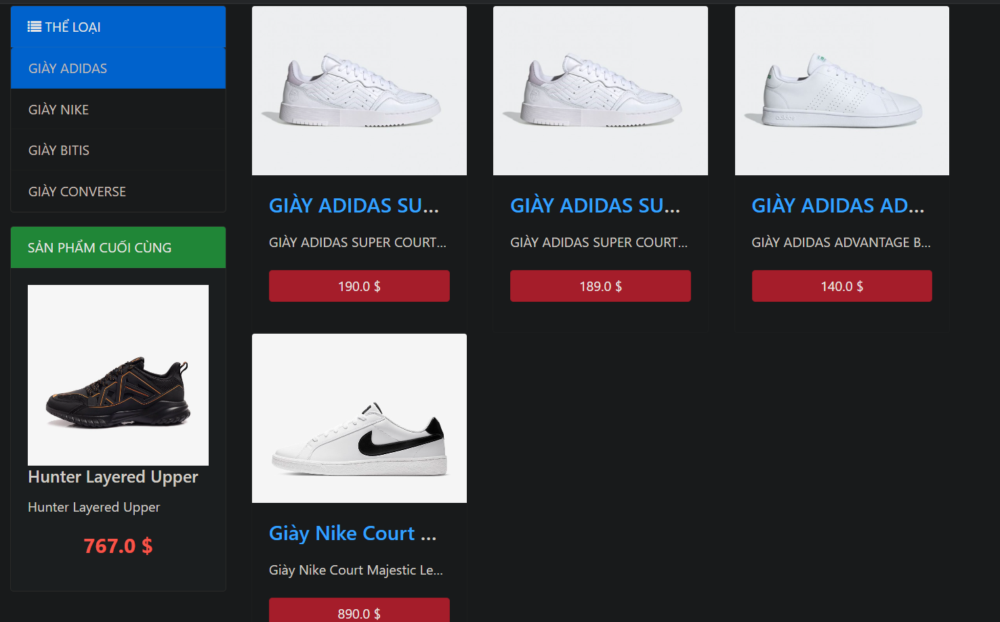 THỂ LOẠI
GIÀY ADIDAS
GIÀY NIKE
GIÀY BITIS
GIÀY CONVERSE
SẢN PHẨM CUỐI CÙNG
Hunter Layered Upper
Hunter Layered Upper
767.0 $
GIÀY ADIDAS SU...
GIÀY ADIDAS SUPER COURT...
190.0 $
GIÀY ADIDAS SU...
GIÀY ADIDAS SUPER COURT...
189.0 $
adidas
GIÀY ADIDAS AD...
GIÀY ADIDAS ADVANTAGE B...
140.0 $
Giày Nike Court ...
Giày Nike Court Majestic Le...
890.0 $